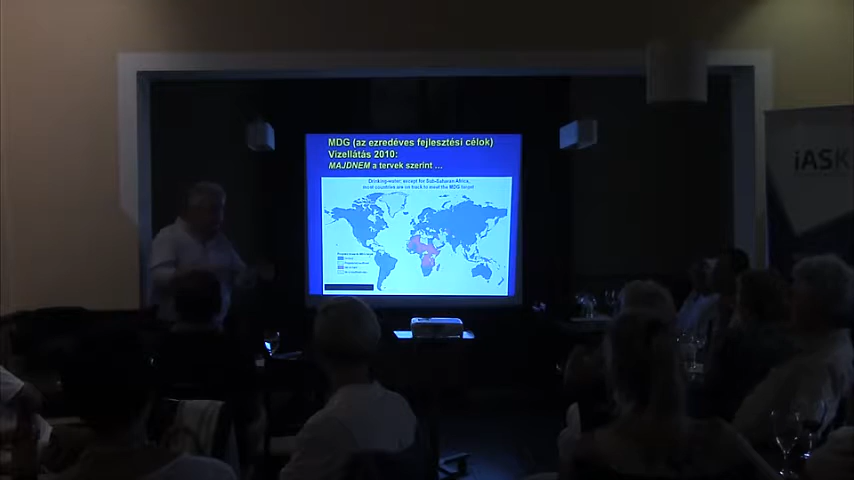 MDG (az ezredéves fejlesztési célok)
Vízellátás 2010:
MAJDNEM a tervek szerint ...
Drinking-water: except for Sub-Saharan Africa,
most countries are on track to meet the MDG target
iASK